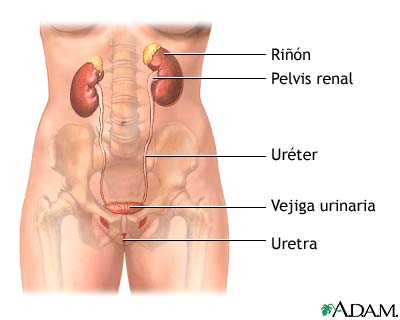 Riñón
Pelvis renal
Uréter
Vejiga urinaria
Uretra
A.D.A.M.